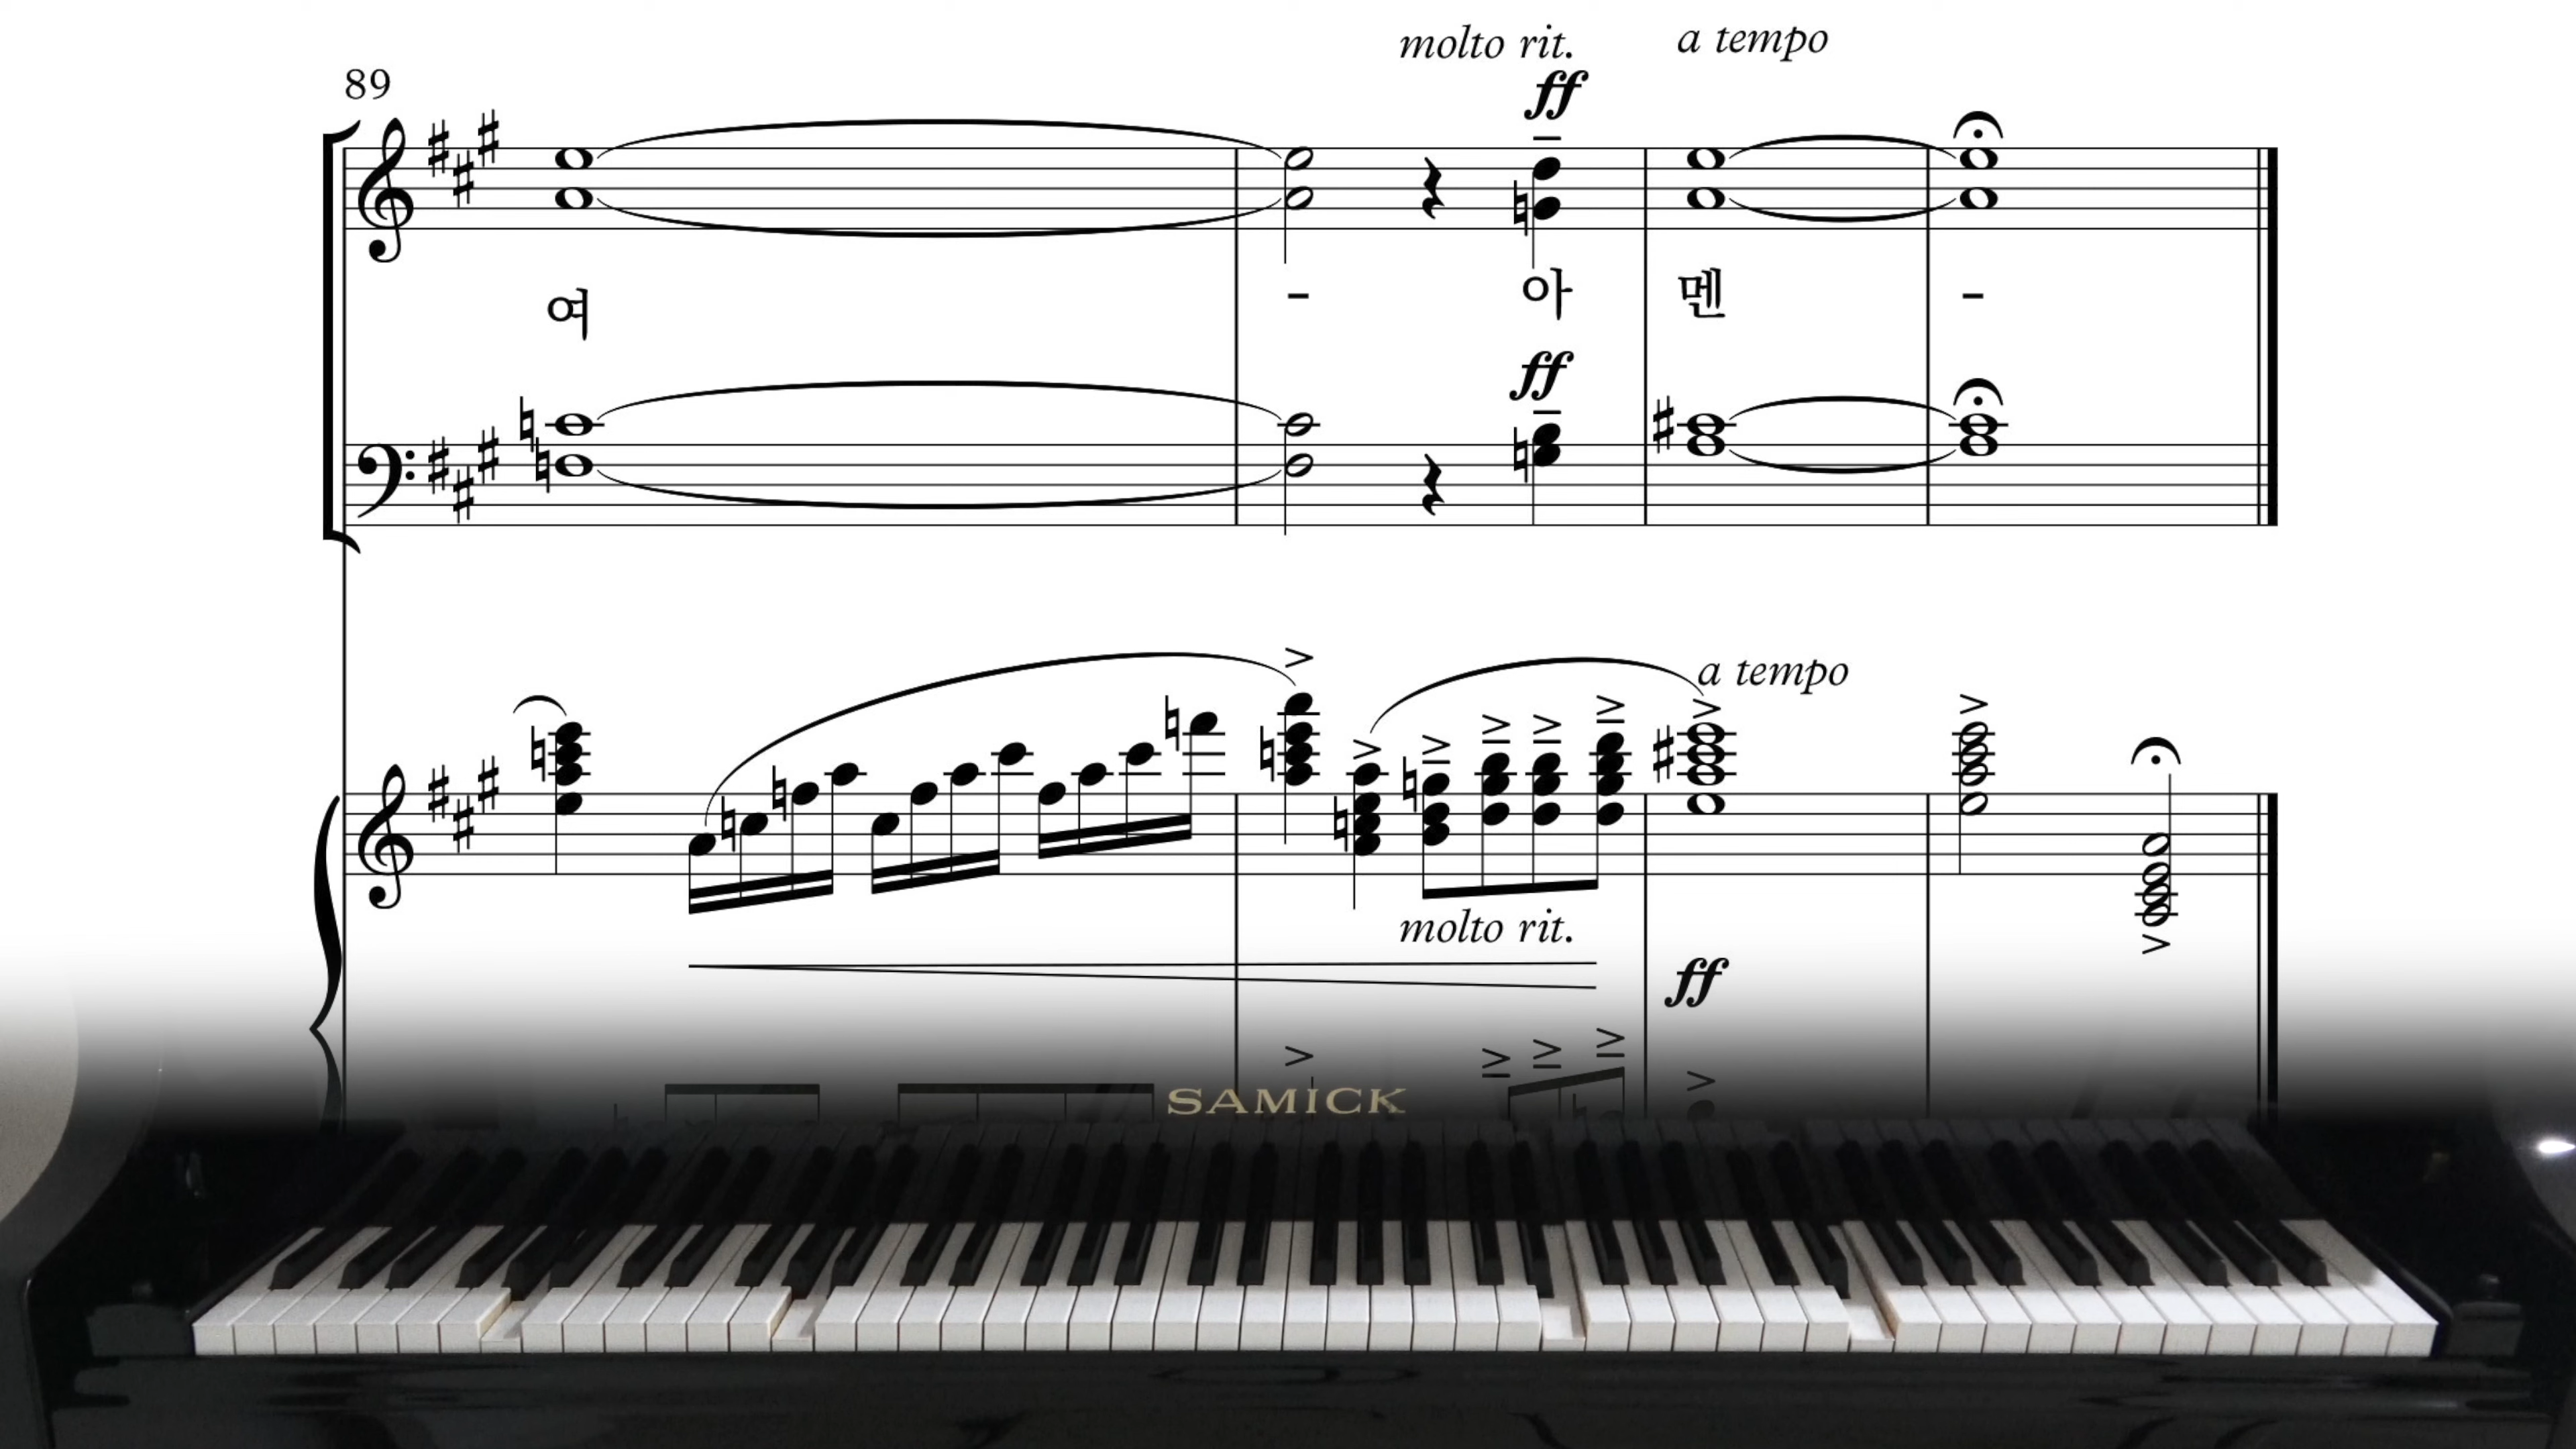 molto rit. a tempo
89
ff
여 - 아 멘 -
ff
a tempo
molto rit.
ff
SAMICK